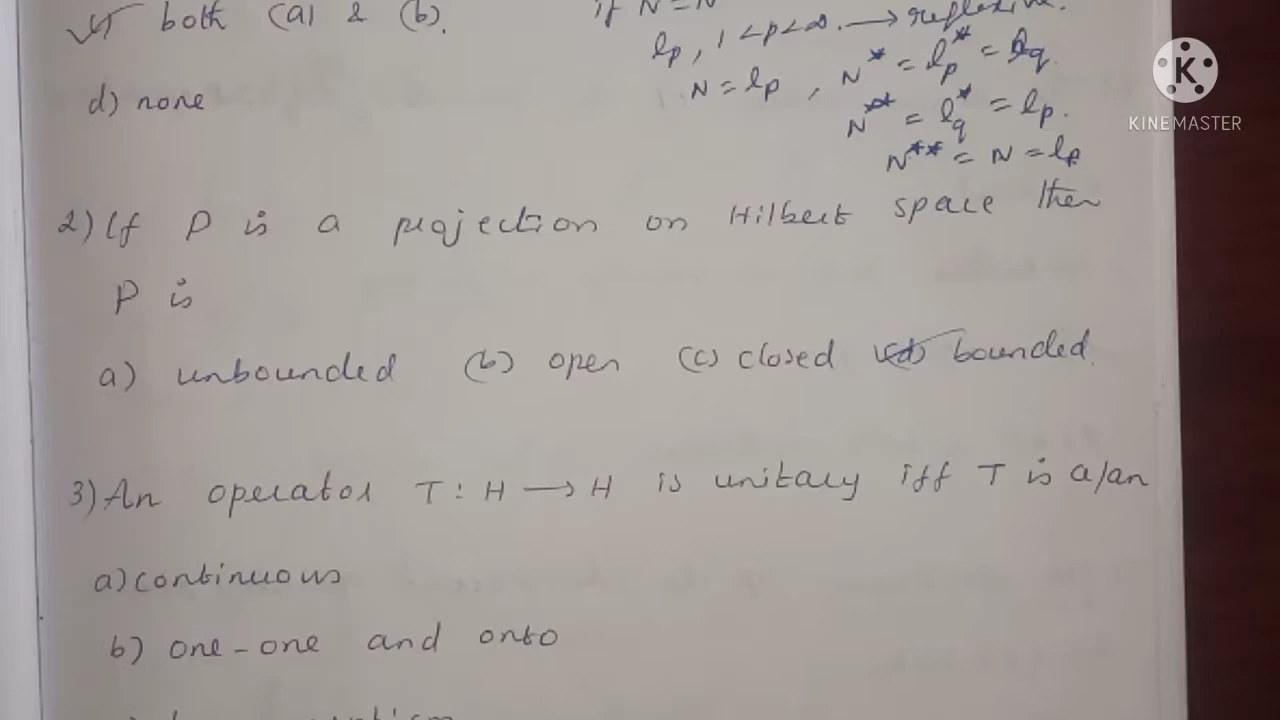 both (a) & (b).
if N = N
lp, 1 < p < ∞. → reflexive.
N = lp, N* = lp* = lq.
N** = lq* = lp.
N** = N = lp
d) none
K
KINEMASTER
2) If P is a projection on Hilbert space then
P is
a) unbounded (b) open (c) closed (d) bounded.
3) An operator T : H → H is unitary iff T is a/an
a) continuous
b) one-one and onto